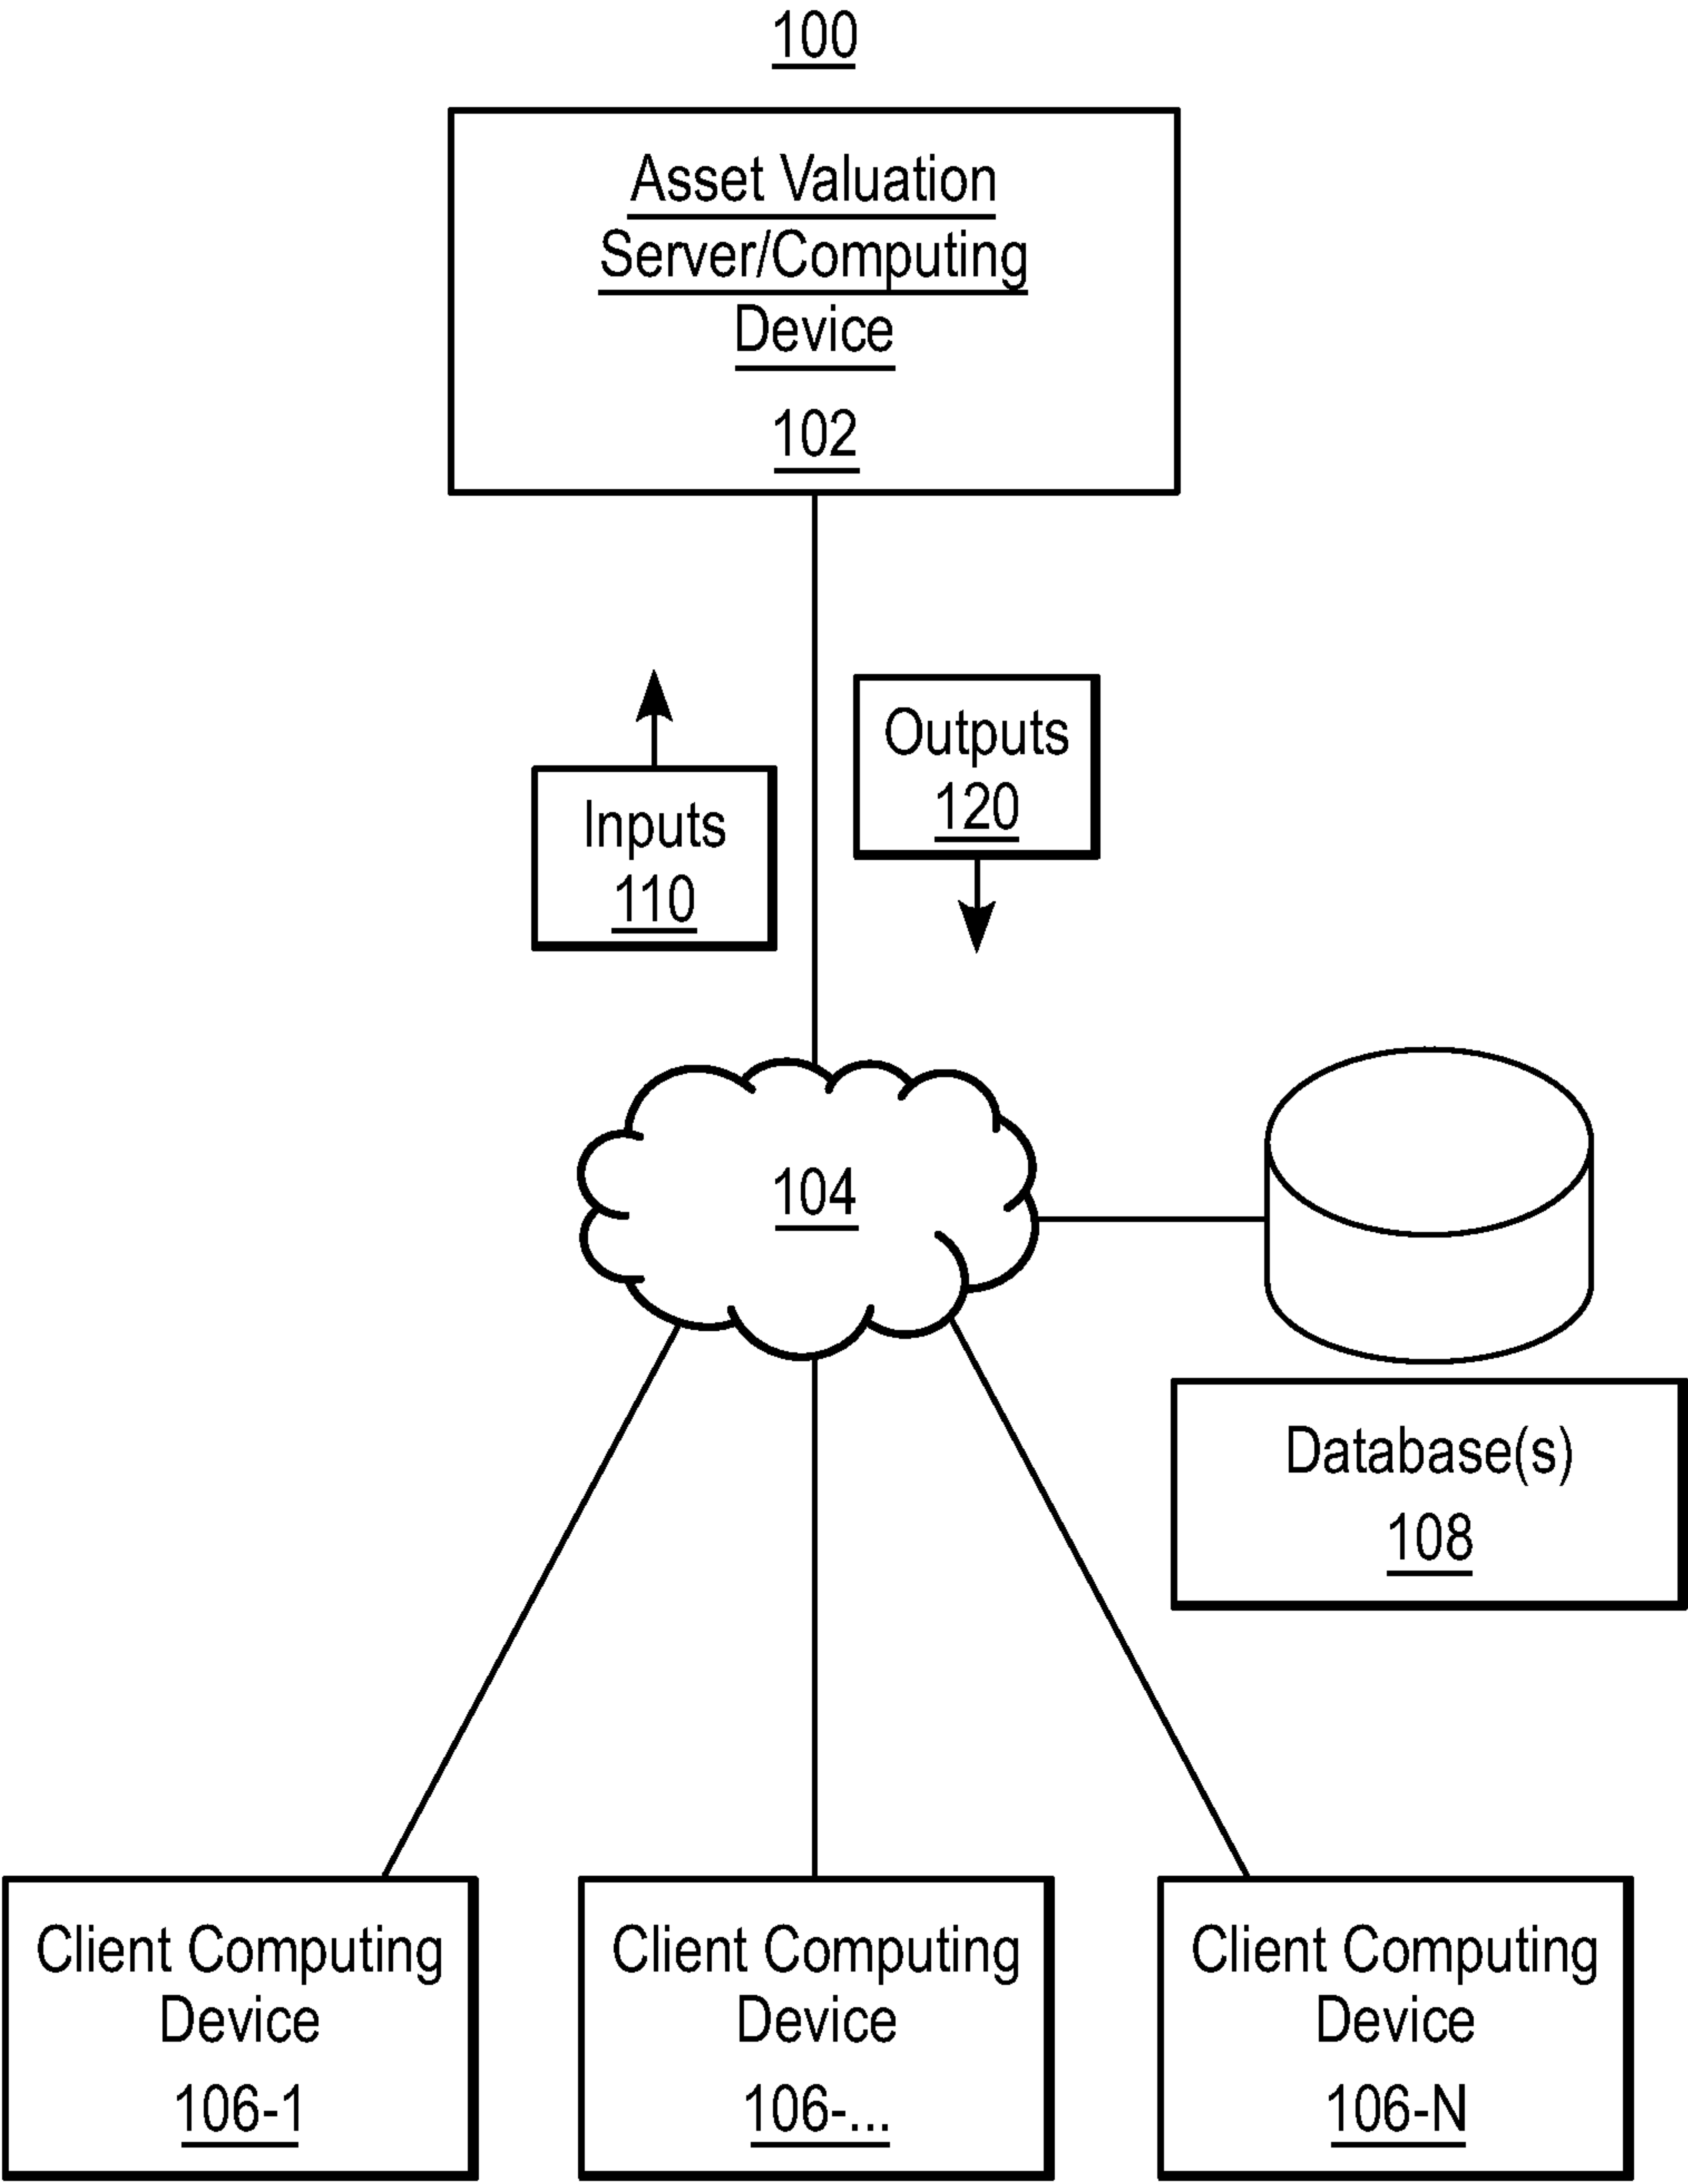 100
Asset Valuation
Server/Computing
Device
102
Outputs
120
Inputs
110
104
Database(s)
108
Client Computing
Device
106-1
Client Computing
Device
106-...
Client Computing
Device
106-N